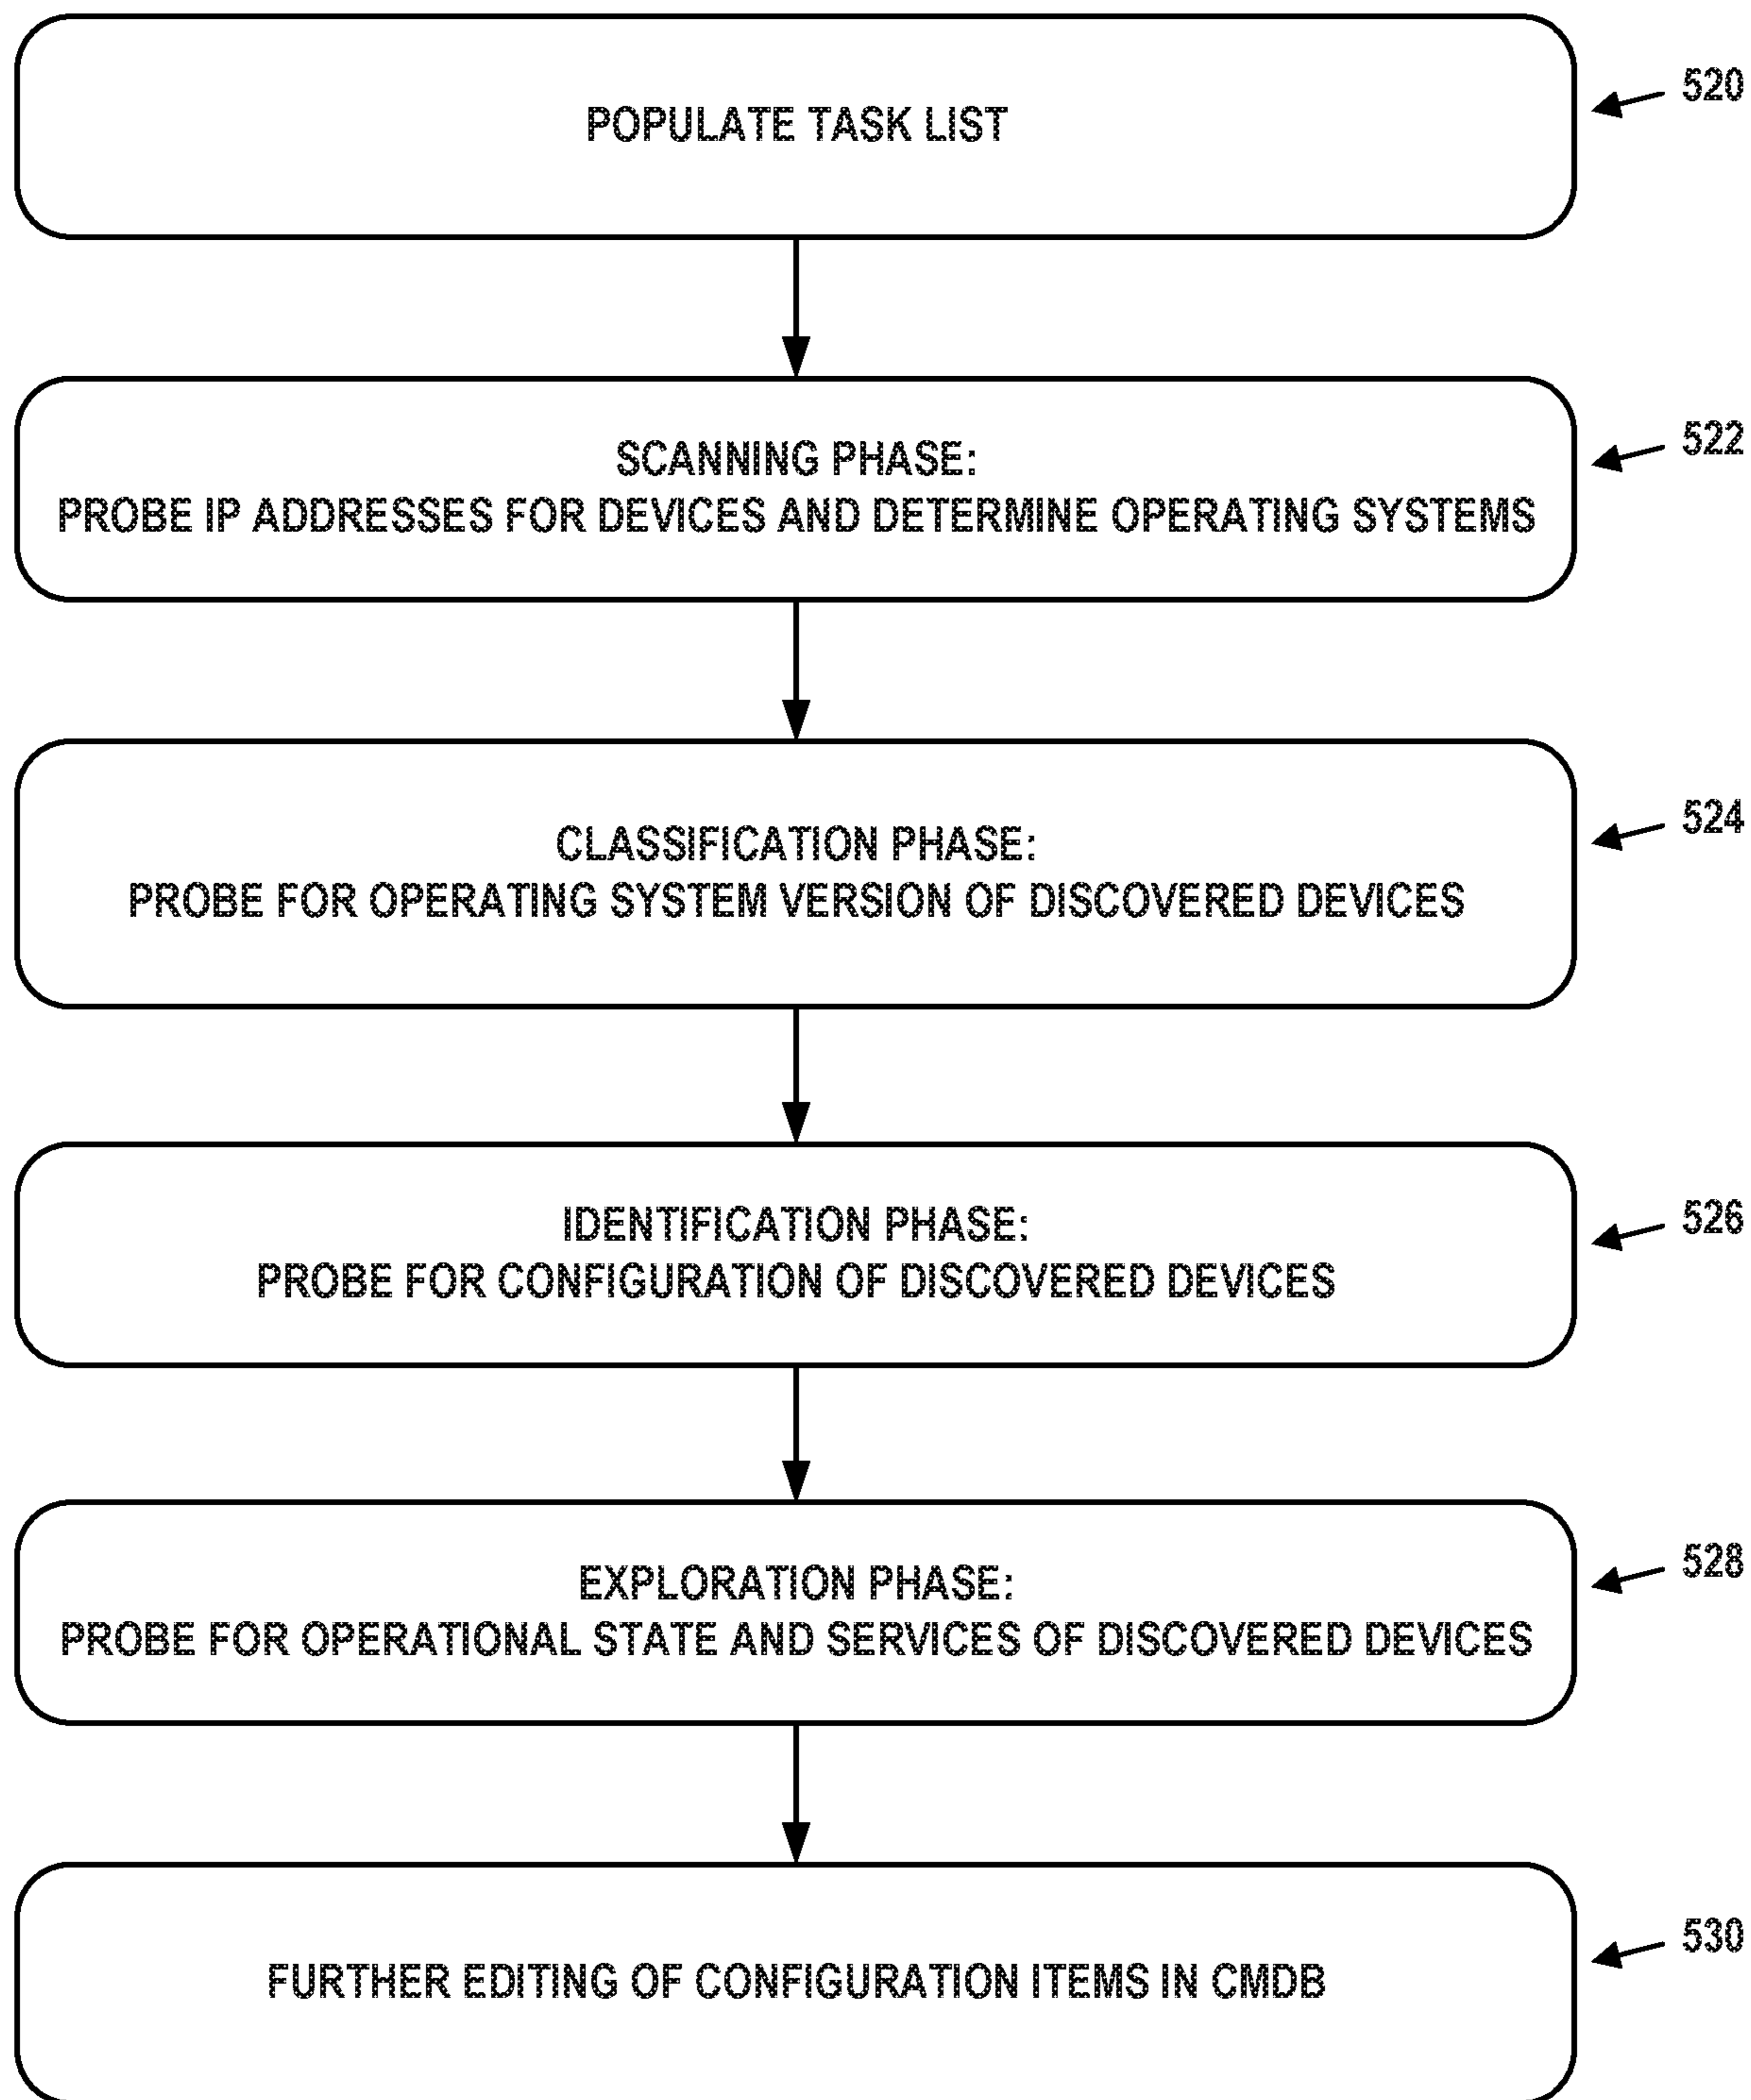 POPULATE TASK LIST
520
SCANNING PHASE:
PROBE IP ADDRESSES FOR DEVICES AND DETERMINE OPERATING SYSTEMS
522
CLASSIFICATION PHASE:
PROBE FOR OPERATING SYSTEM VERSION OF DISCOVERED DEVICES
524
IDENTIFICATION PHASE:
PROBE FOR CONFIGURATION OF DISCOVERED DEVICES
526
EXPLORATION PHASE:
PROBE FOR OPERATIONAL STATE AND SERVICES OF DISCOVERED DEVICES
528
FURTHER EDITING OF CONFIGURATION ITEMS IN CMDB
530